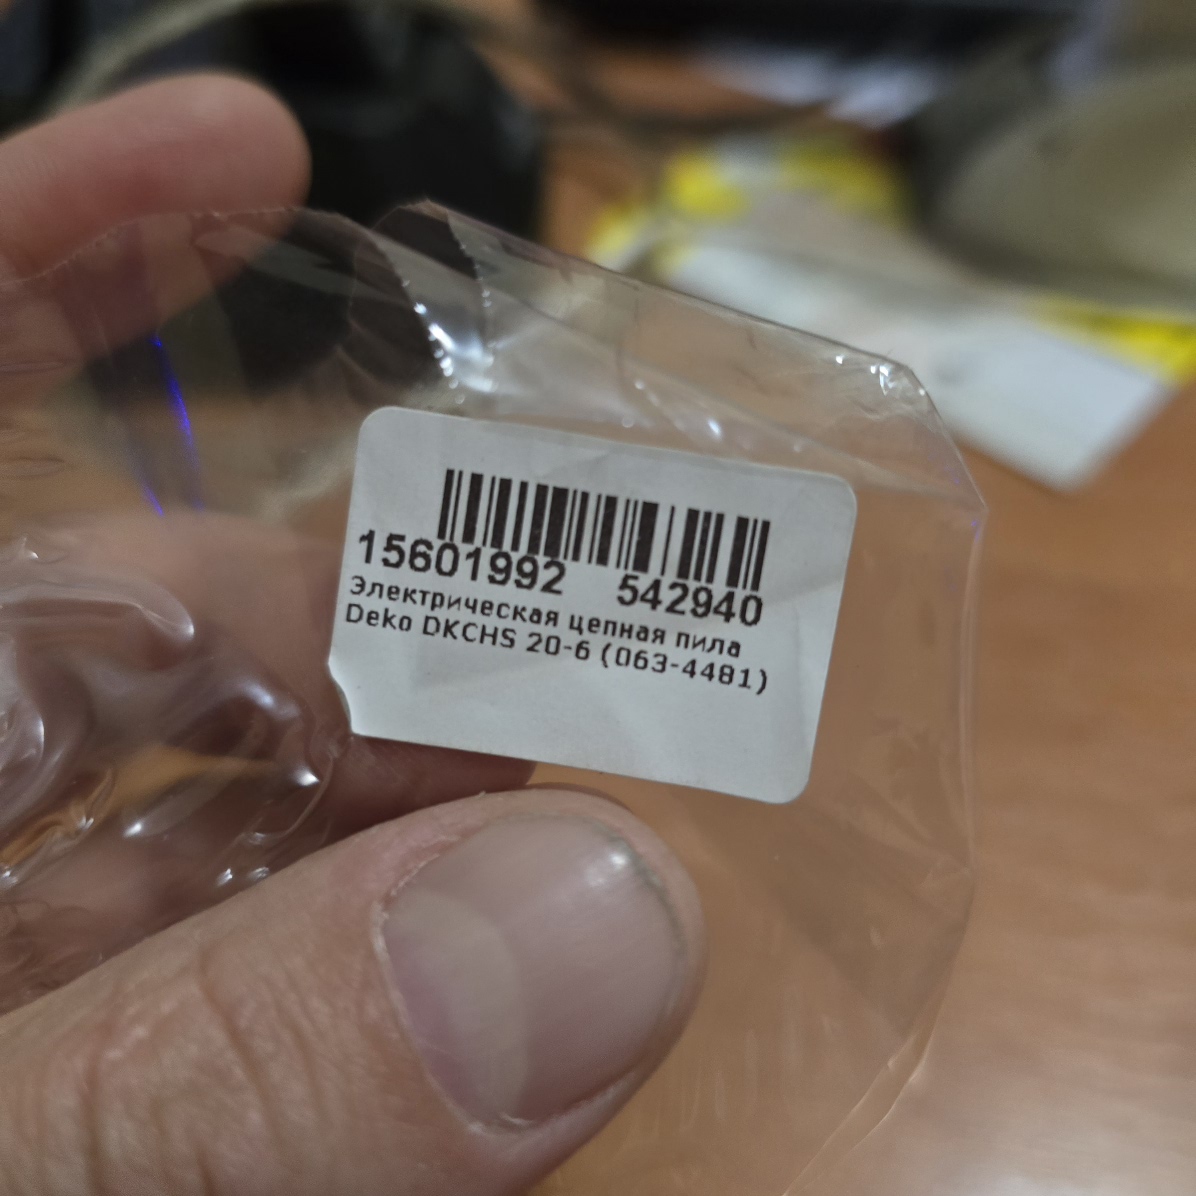 15601992 542940
Электрическая цепная пила
Deko DKCHS 20-6 (063-4481)